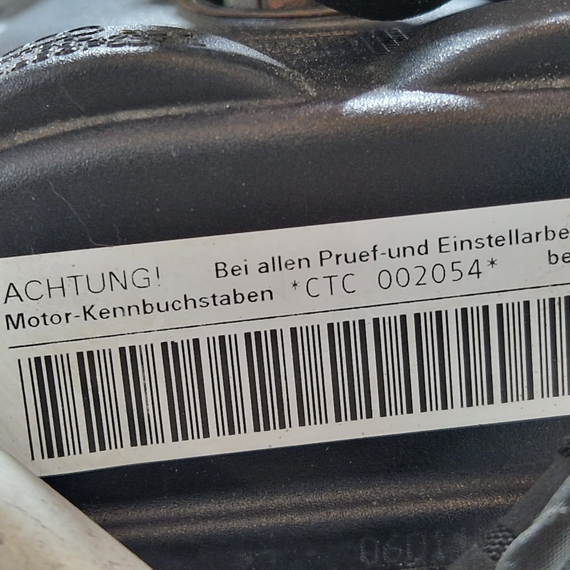 ACHTUNG! Bei allen Pruef-und Einstellarbe
Motor-Kennbuchstaben *CTC 002054* be